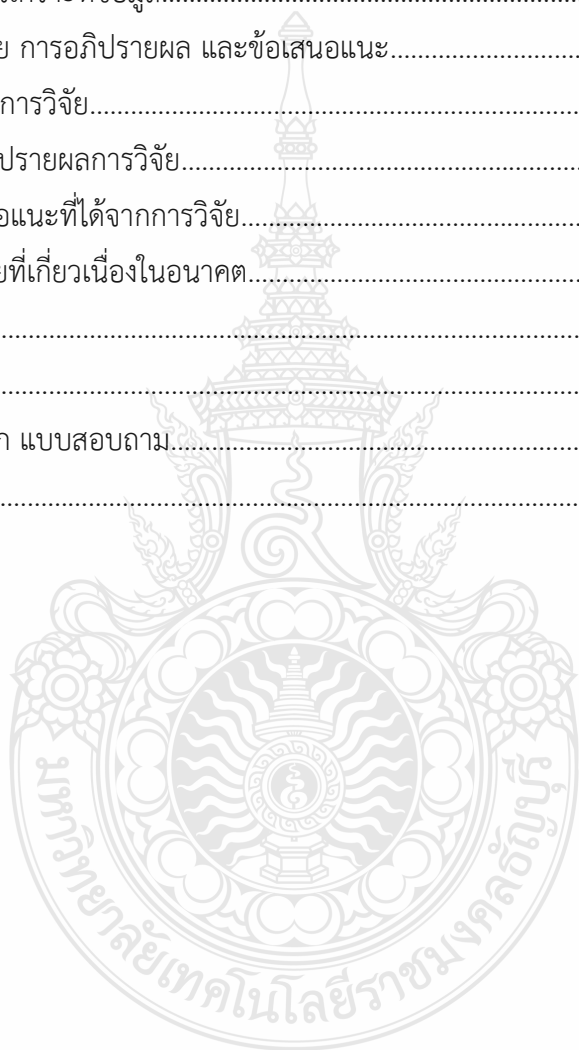 ย การอภิปรายผล และข้อเสนอแนะ..............................
การวิจัย..........................................................................
ปรายผลการวิจัย............................................................
อแนะที่ได้จากการวิจัย..................................................
ยที่เกี่ยวเนื่องในอนาคต.................................................
........................................................................................
........................................................................................
ก แบบสอบถาม..............................................................
........................................................................................
มหาวิทยาลัยเทคโนโลยีราชมงคลธัญบุรี